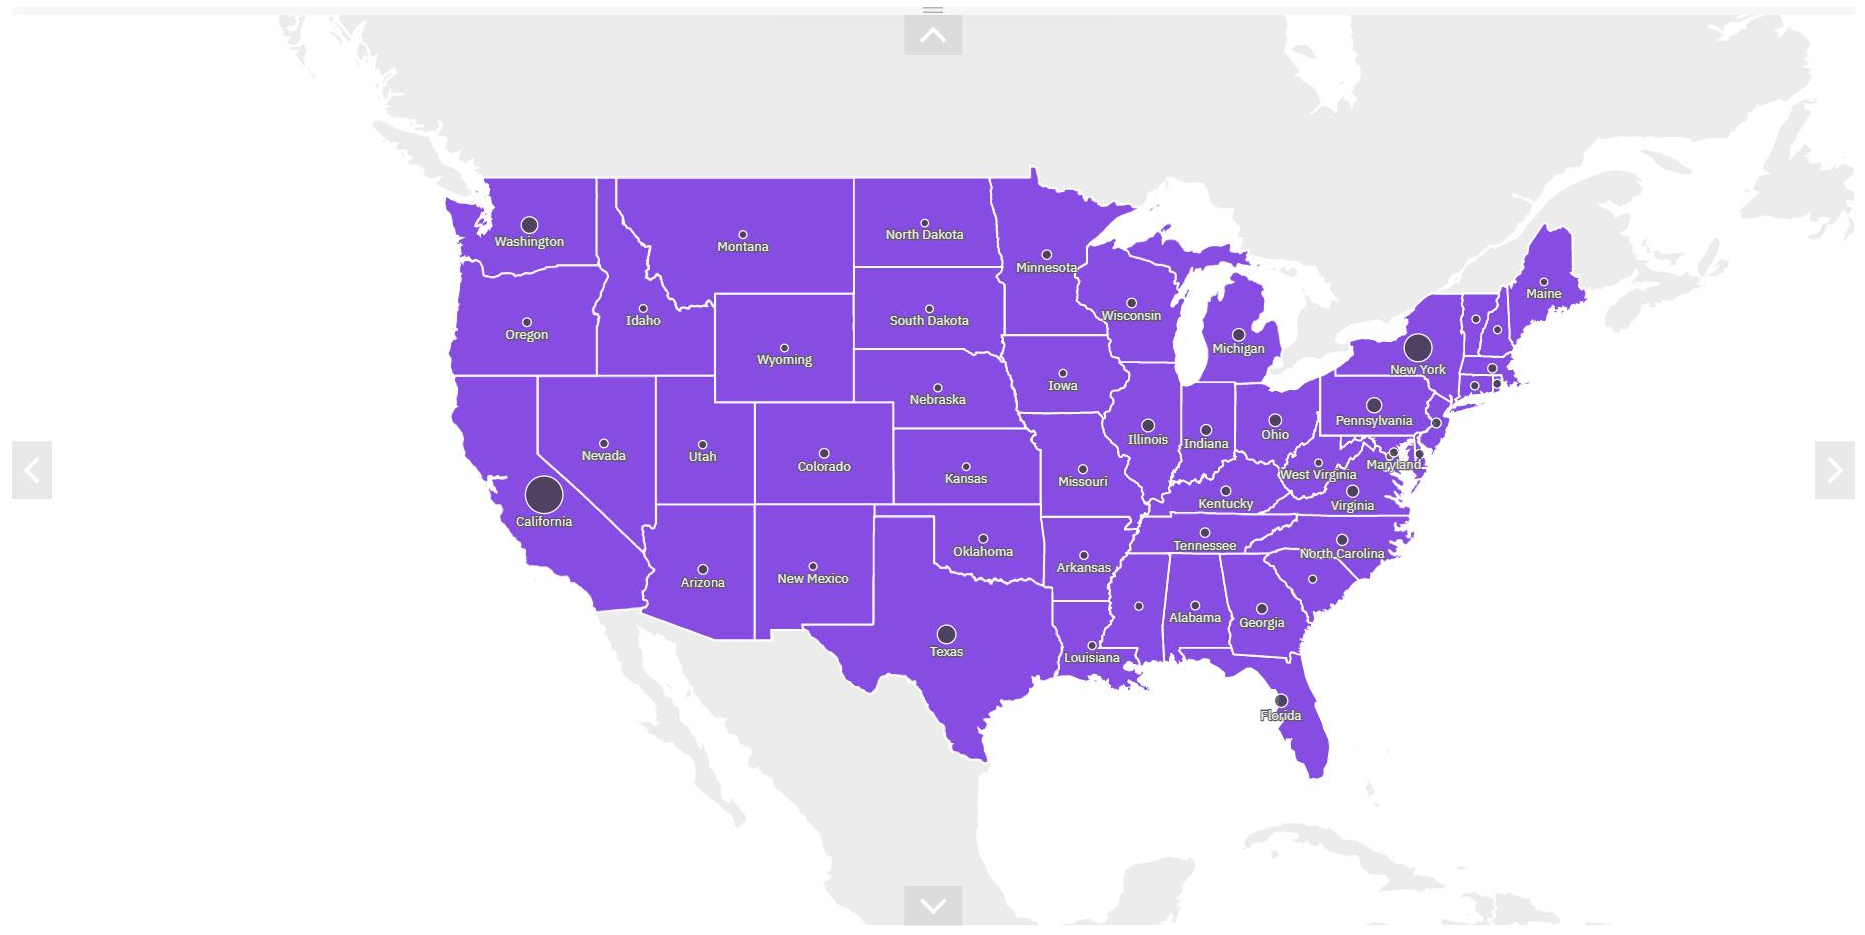 North Dakota
Washington
Montana
Minnesota
Maine
Wisconsin
South Dakota
Idaho
Oregon
Michigan
Wyoming
New York
Iowa
Nebraska
Pennsylvania
Ohio
Illinois
Indiana
Nevada
Utah
Colorado
Maryland
West Virginia
Kansas
Missouri
Kentucky
Virginia
California
Tennessee
Oklahoma
North Carolina
Arkansas
New Mexico
Arizona
Alabama
Georgia
Texas
Louisiana
Florida